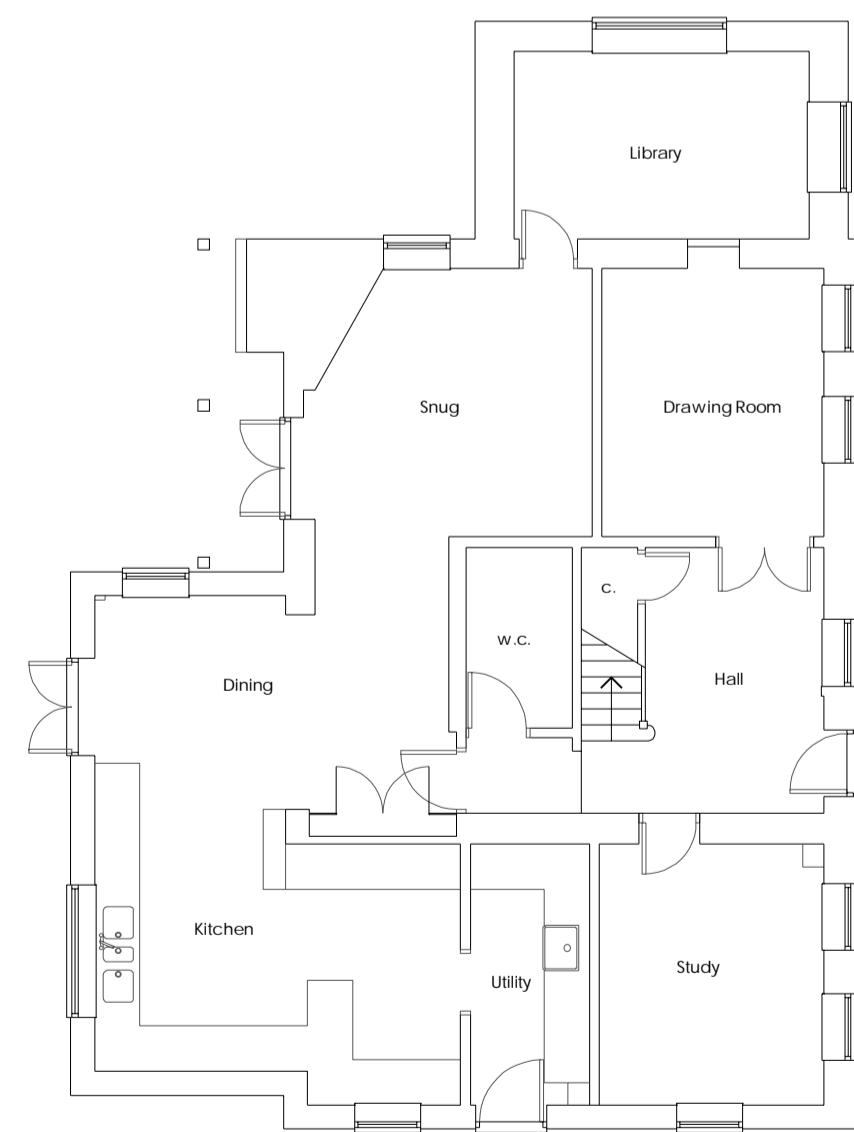 Library
Snug
Drawing Room
C.
W.C.
Hall
Dining
Kitchen
Study
Utility